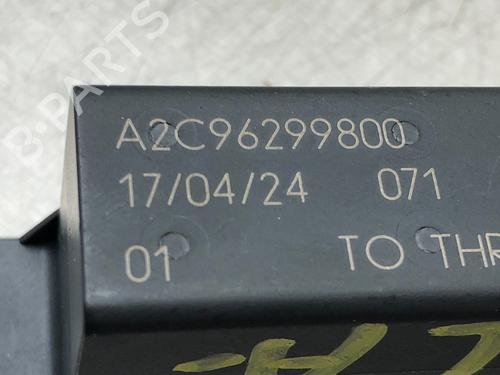 B-PARTS
A2C96299800
17/04/24 071
01 TO THR